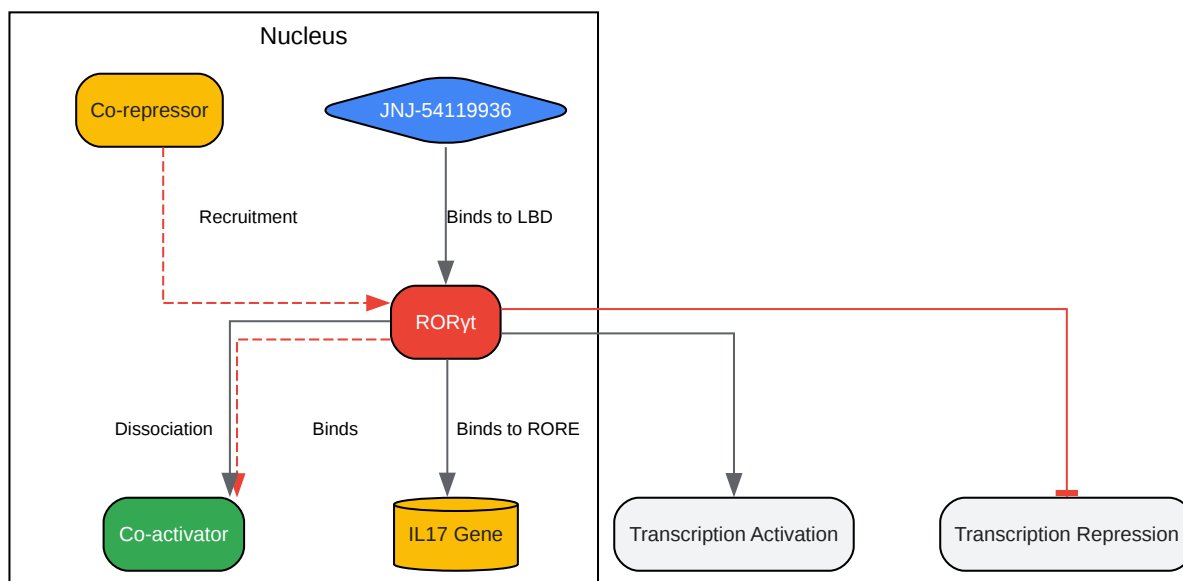 Nucleus
Co-repressor
JNJ-54119936
Recruitment
Binds to LBD
RORγt
Dissociation
Binds
Binds to RORE
Co-activator
IL17 Gene
Transcription Activation
Transcription Repression